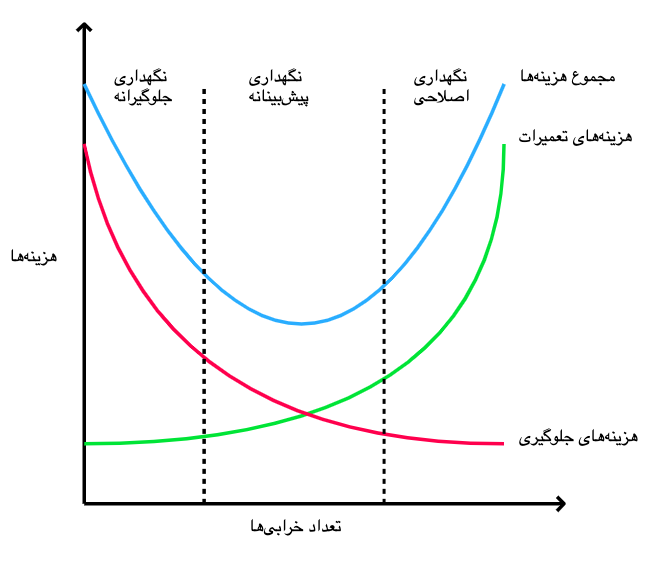 نگهداری
جلوگیرانه
نگهداری
پیش‌بینانه
نگهداری
اصلاحی
مجموع هزینه‌ها
هزینه‌های تعمیرات
هزینه‌ها
هزینه‌های جلوگیری
تعداد خرابی‌ها